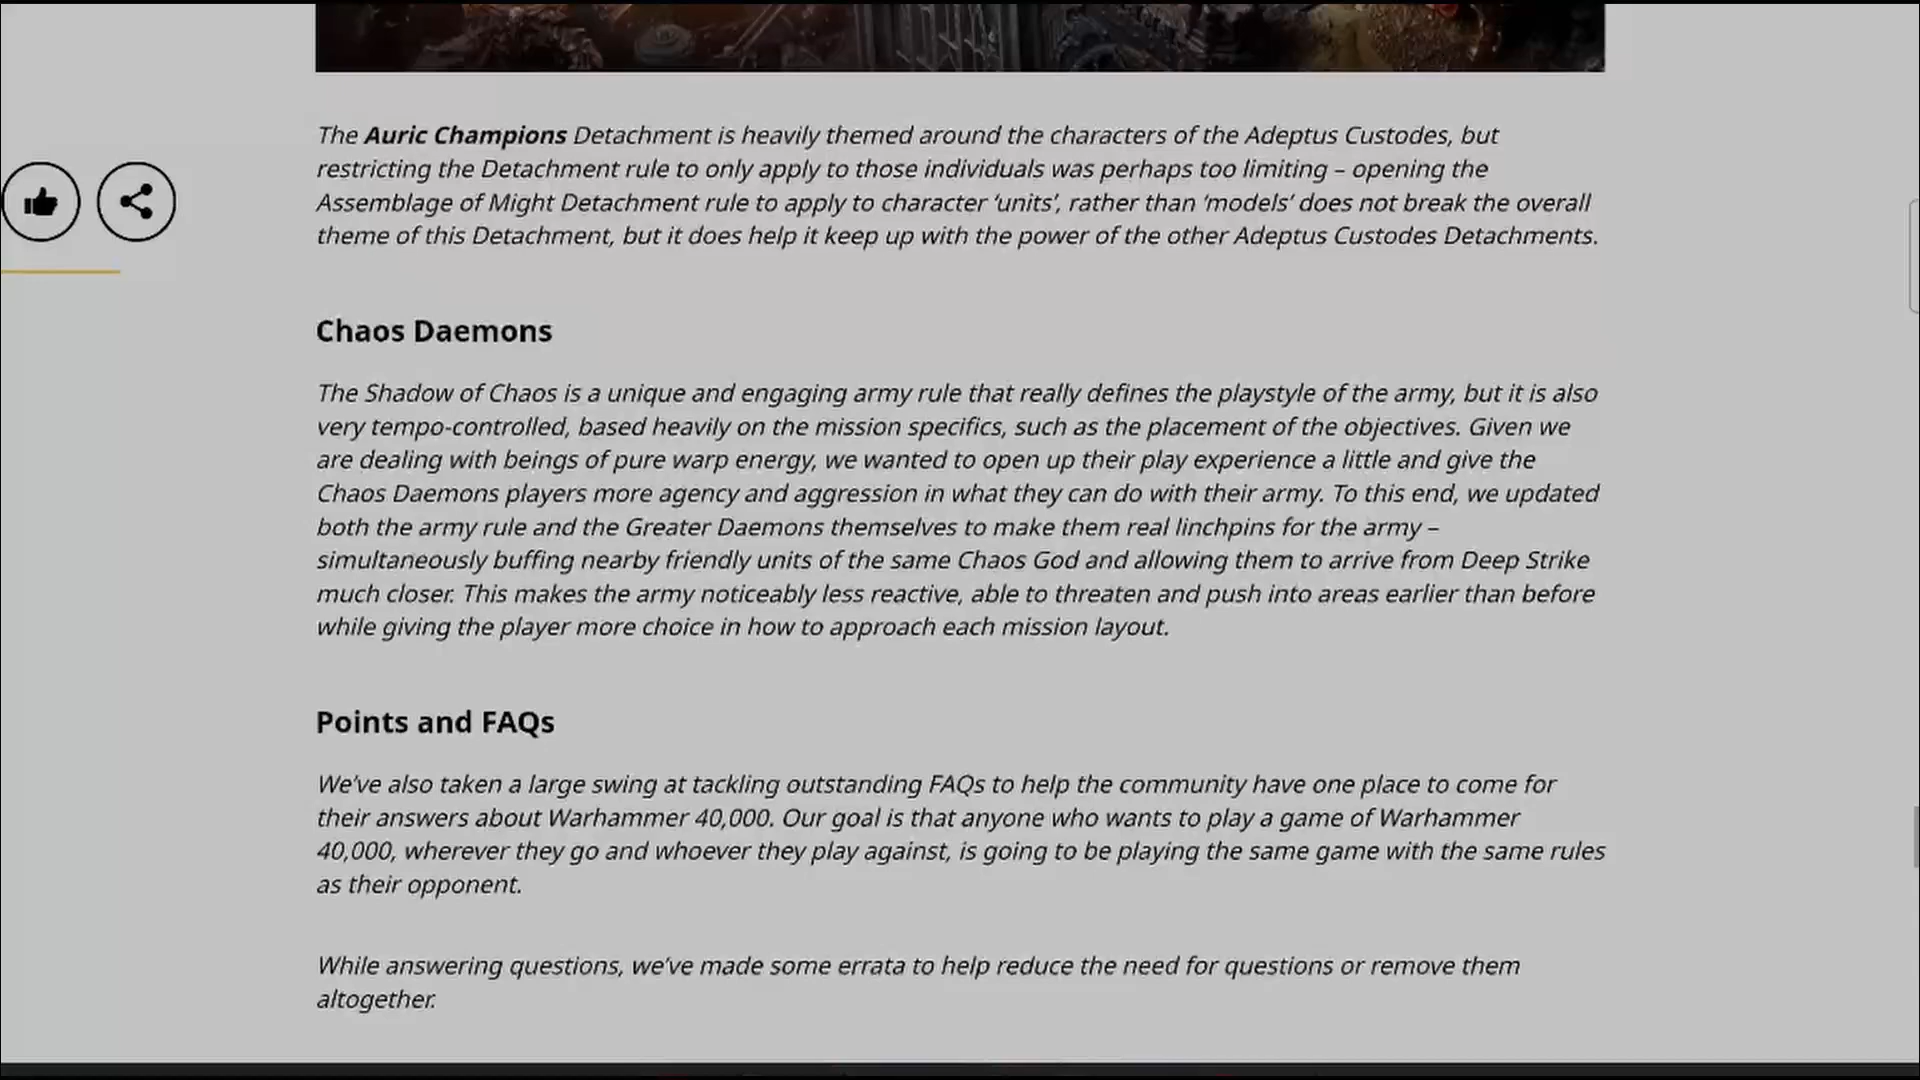 The Auric Champions Detachment is heavily themed around the characters of the Adeptus Custodes, but
restricting the Detachment rule to only apply to those individuals was perhaps too limiting – opening the
Assemblage of Might Detachment rule to apply to character ‘units’, rather than ‘models’ does not break the overall
theme of this Detachment, but it does help it keep up with the power of the other Adeptus Custodes Detachments.
Chaos Daemons
The Shadow of Chaos is a unique and engaging army rule that really defines the playstyle of the army, but it is also
very tempo-controlled, based heavily on the mission specifics, such as the placement of the objectives. Given we
are dealing with beings of pure warp energy, we wanted to open up their play experience a little and give the
Chaos Daemons players more agency and aggression in what they can do with their army. To this end, we updated
both the army rule and the Greater Daemons themselves to make them real linchpins for the army –
simultaneously buffing nearby friendly units of the same Chaos God and allowing them to arrive from Deep Strike
much closer. This makes the army noticeably less reactive, able to threaten and push into areas earlier than before
while giving the player more choice in how to approach each mission layout.
Points and FAQs
We’ve also taken a large swing at tackling outstanding FAQs to help the community have one place to come for
their answers about Warhammer 40,000. Our goal is that anyone who wants to play a game of Warhammer
40,000, wherever they go and whoever they play against, is going to be playing the same game with the same rules
as their opponent.
While answering questions, we’ve made some errata to help reduce the need for questions or remove them
altogether.